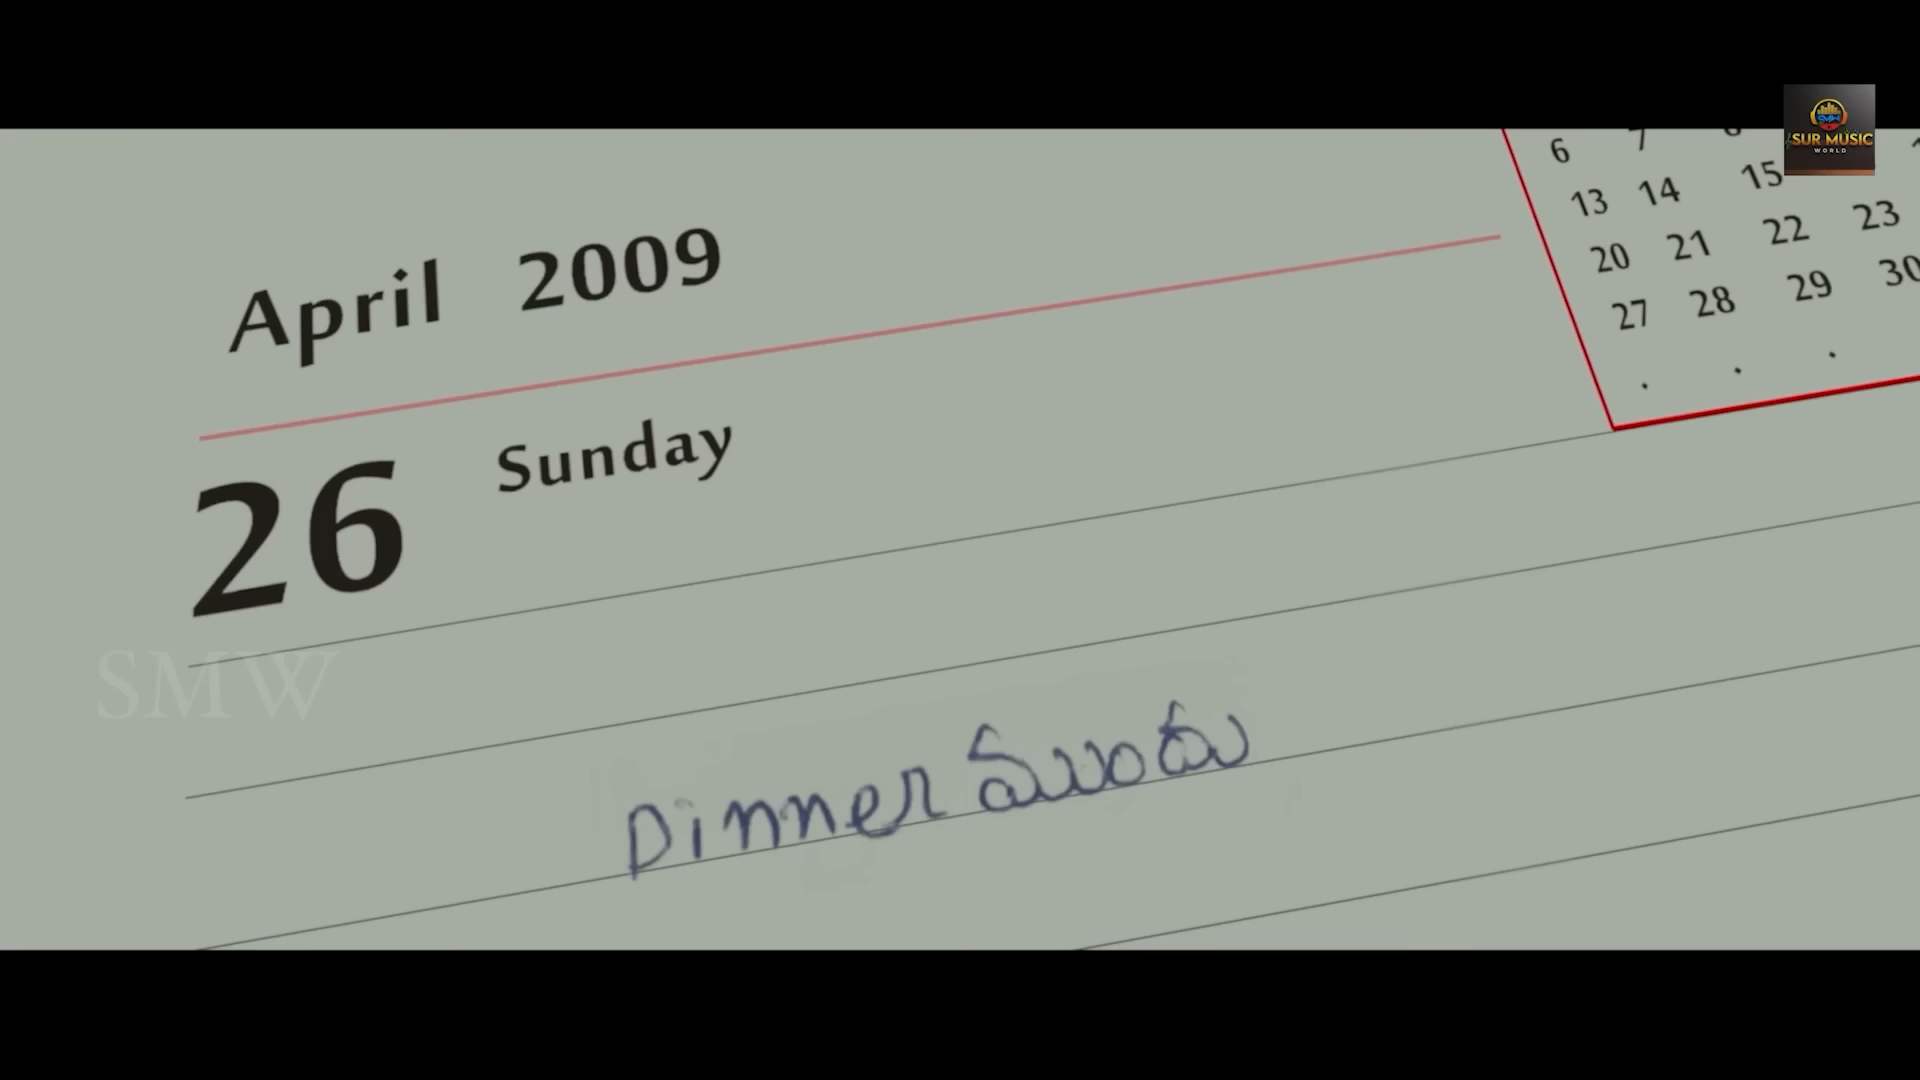 SUR MUSIC
WORLD
April 2009
6 7 8
13 14 15
20 21 22 23
27 28 29 30
26 Sunday
SMW
Dinner ముందు